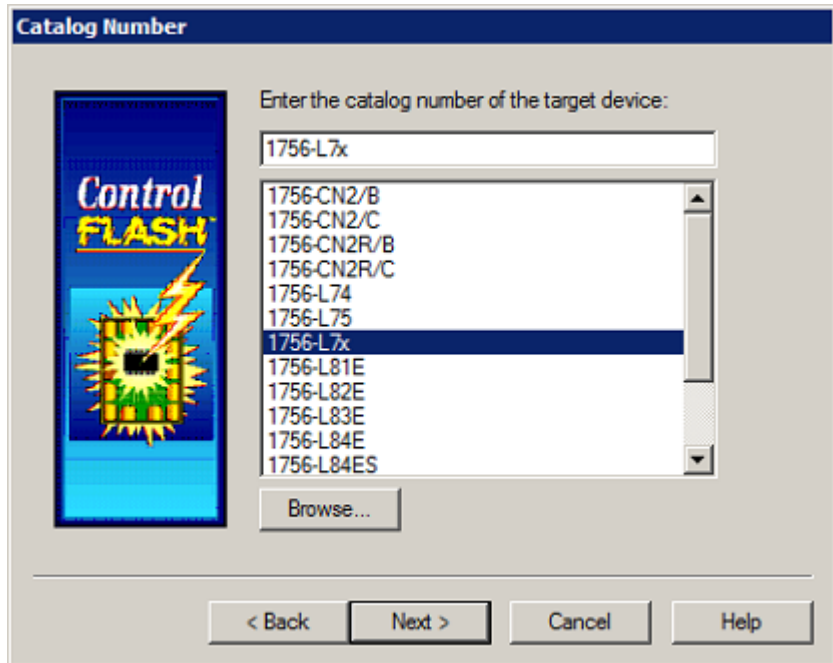 Catalog Number
Enter the catalog number of the target device:
1756-L7x
Control
FLASH
1756-CN2/B
1756-CN2/C
1756-CN2R/B
1756-CN2R/C
1756-L74
1756-L75
1756-L7x
1756-L81E
1756-L82E
1756-L83E
1756-L84E
1756-L84ES
Browse...
< Back
Next >
Cancel
Help